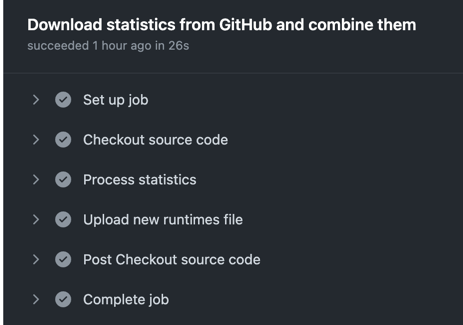 Download statistics from GitHub and combine them
succeeded 1 hour ago in 26s
Set up job
Checkout source code
Process statistics
Upload new runtimes file
Post Checkout source code
Complete job